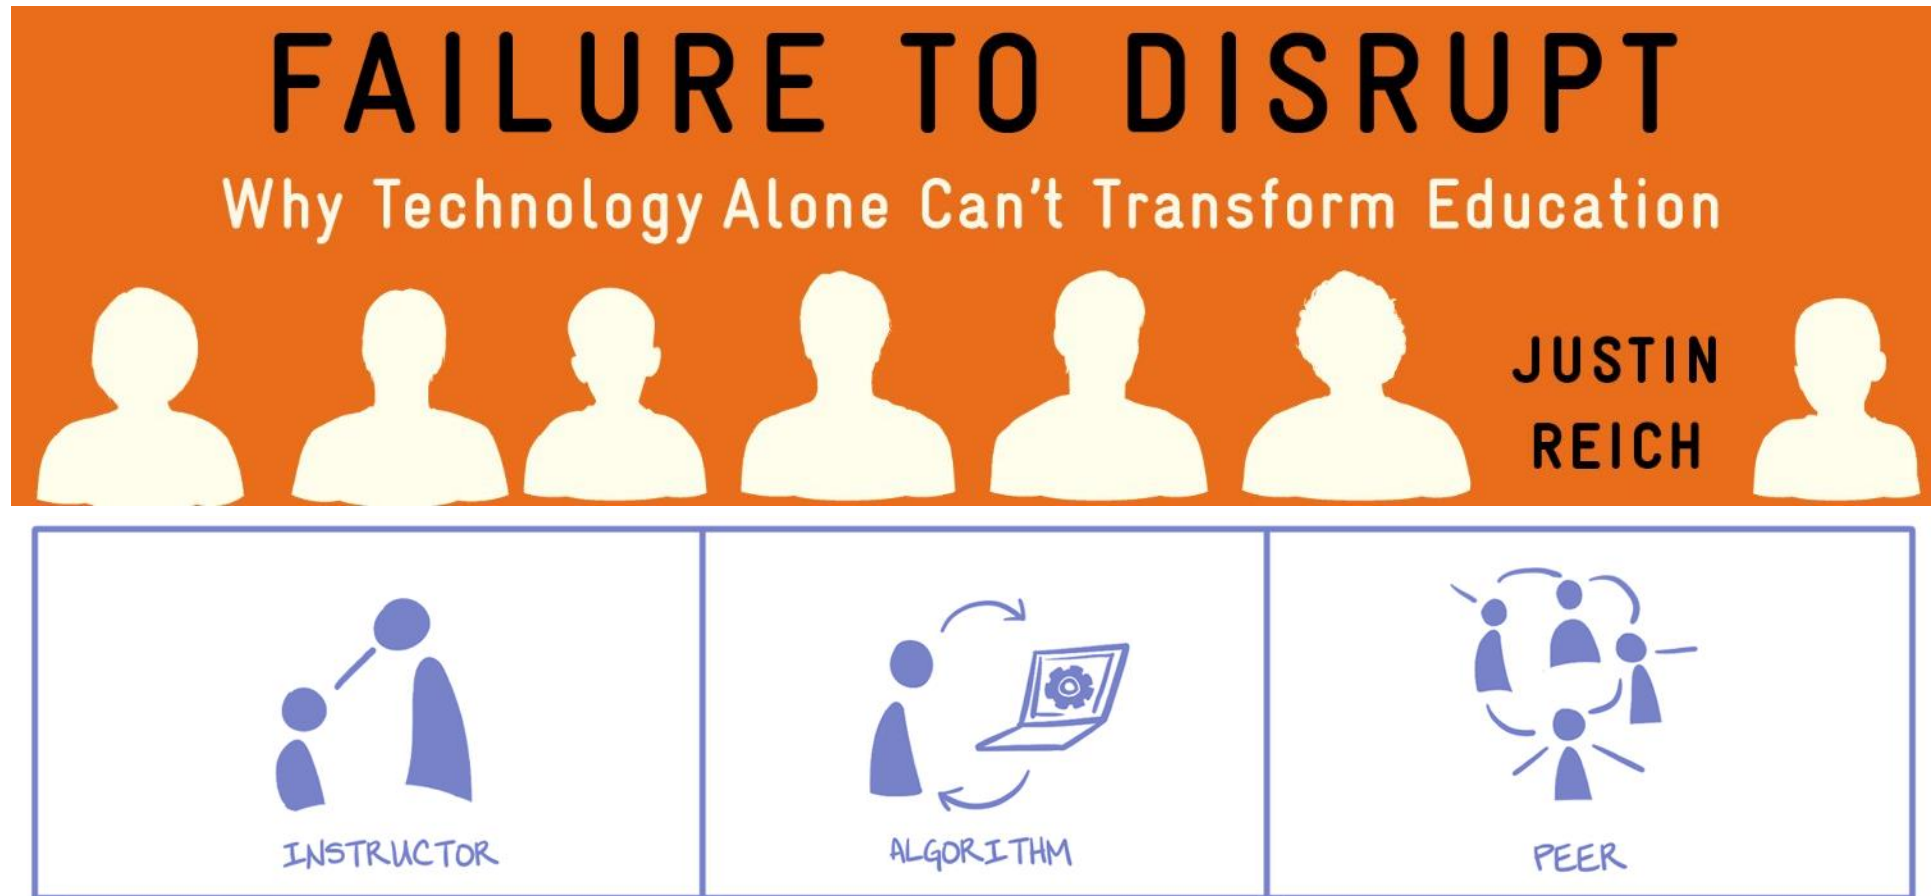 FAILURE TO DISRUPT
Why Technology Alone Can't Transform Education
JUSTIN
REICH
INSTRUCTOR
ALGORITHM
PEER